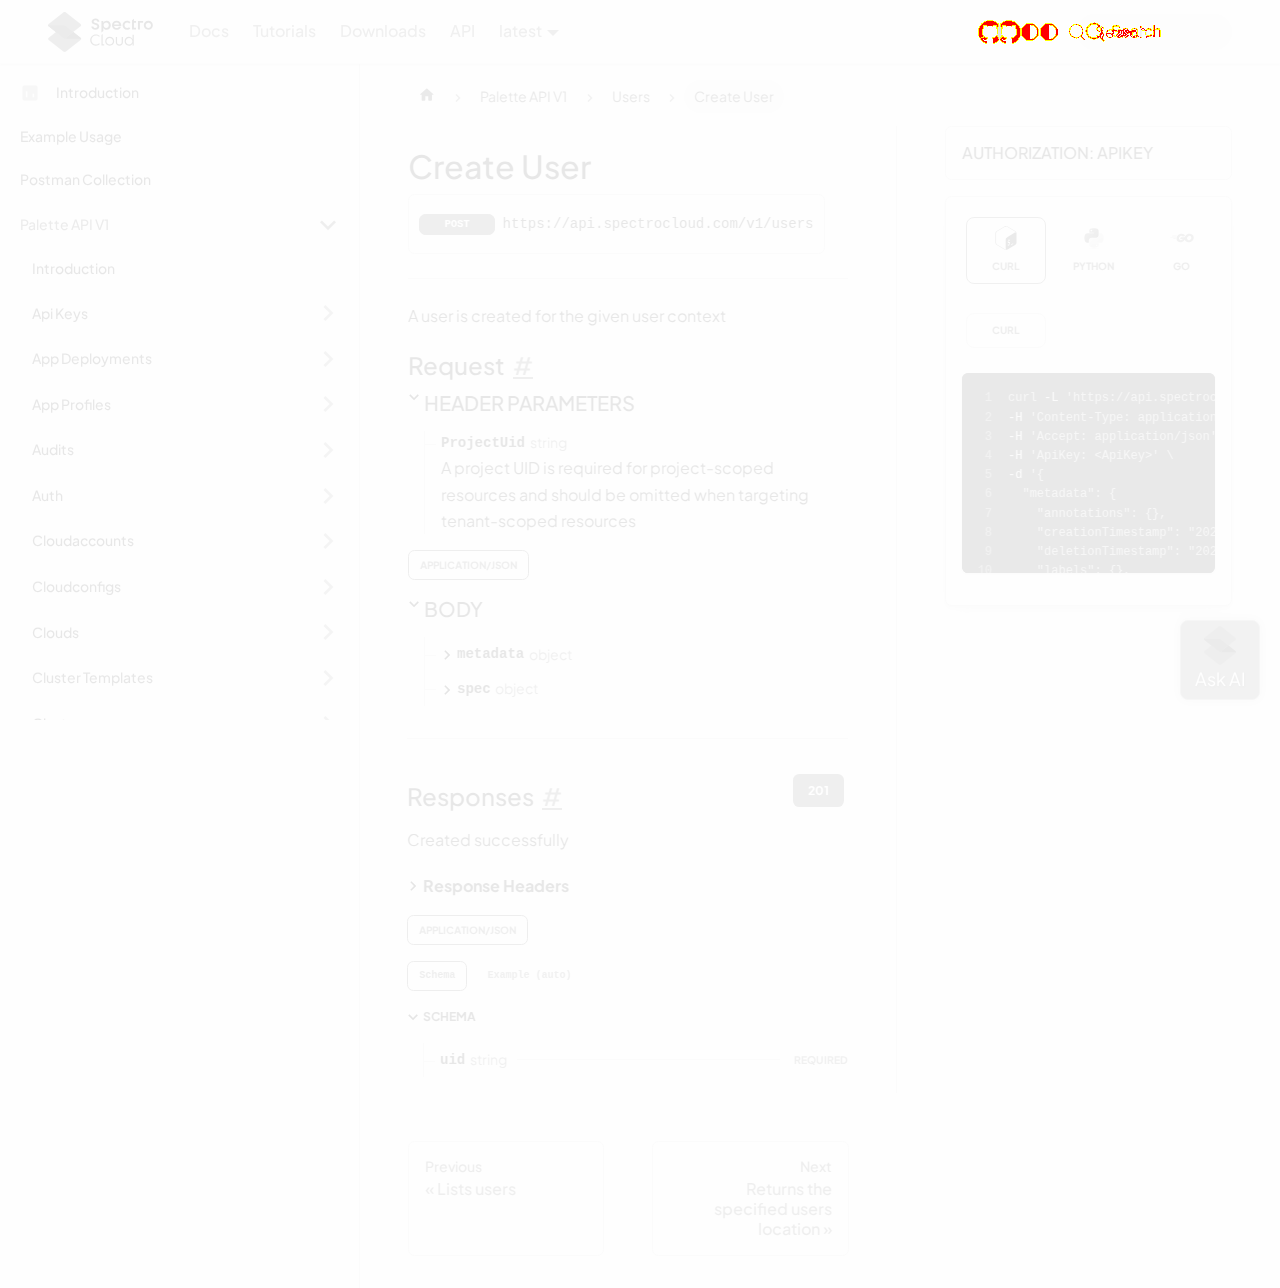 Spectro Cloud
Docs Tutorials Downloads API latest
Introduction
Example Usage
Postman Collection
Palette API V1
Introduction
Api Keys
App Deployments
App Profiles
Audits
Auth
Cloudaccounts
Cloudconfigs
Clouds
Cluster Templates
Palette API V1 Users Create User
Create User
POST https://api.spectrocloud.com/v1/users
A user is created for the given user context
Request #
HEADER PARAMETERS
ProjectUid string
A project UID is required for project-scoped
resources and should be omitted when targeting
tenant-scoped resources
APPLICATION/JSON
BODY
metadata object
spec object
Responses #
201
Created successfully
Response Headers
APPLICATION/JSON
Schema Example (auto)
SCHEMA
uid string REQUIRED
Previous
« Lists users
Next
Returns the
specified users
location »
AUTHORIZATION: APIKEY
CURL PYTHON GO
CURL
1 curl -L 'https://api.spectroc
2 -H 'Content-Type: application
3 -H 'Accept: application/json'
4 -H 'ApiKey: <ApiKey>' \
5 -d '{
6 "metadata": {
7 "annotations": {},
8 "creationTimestamp": "202
9 "deletionTimestamp": "202
10 "labels": {},
Ask AI